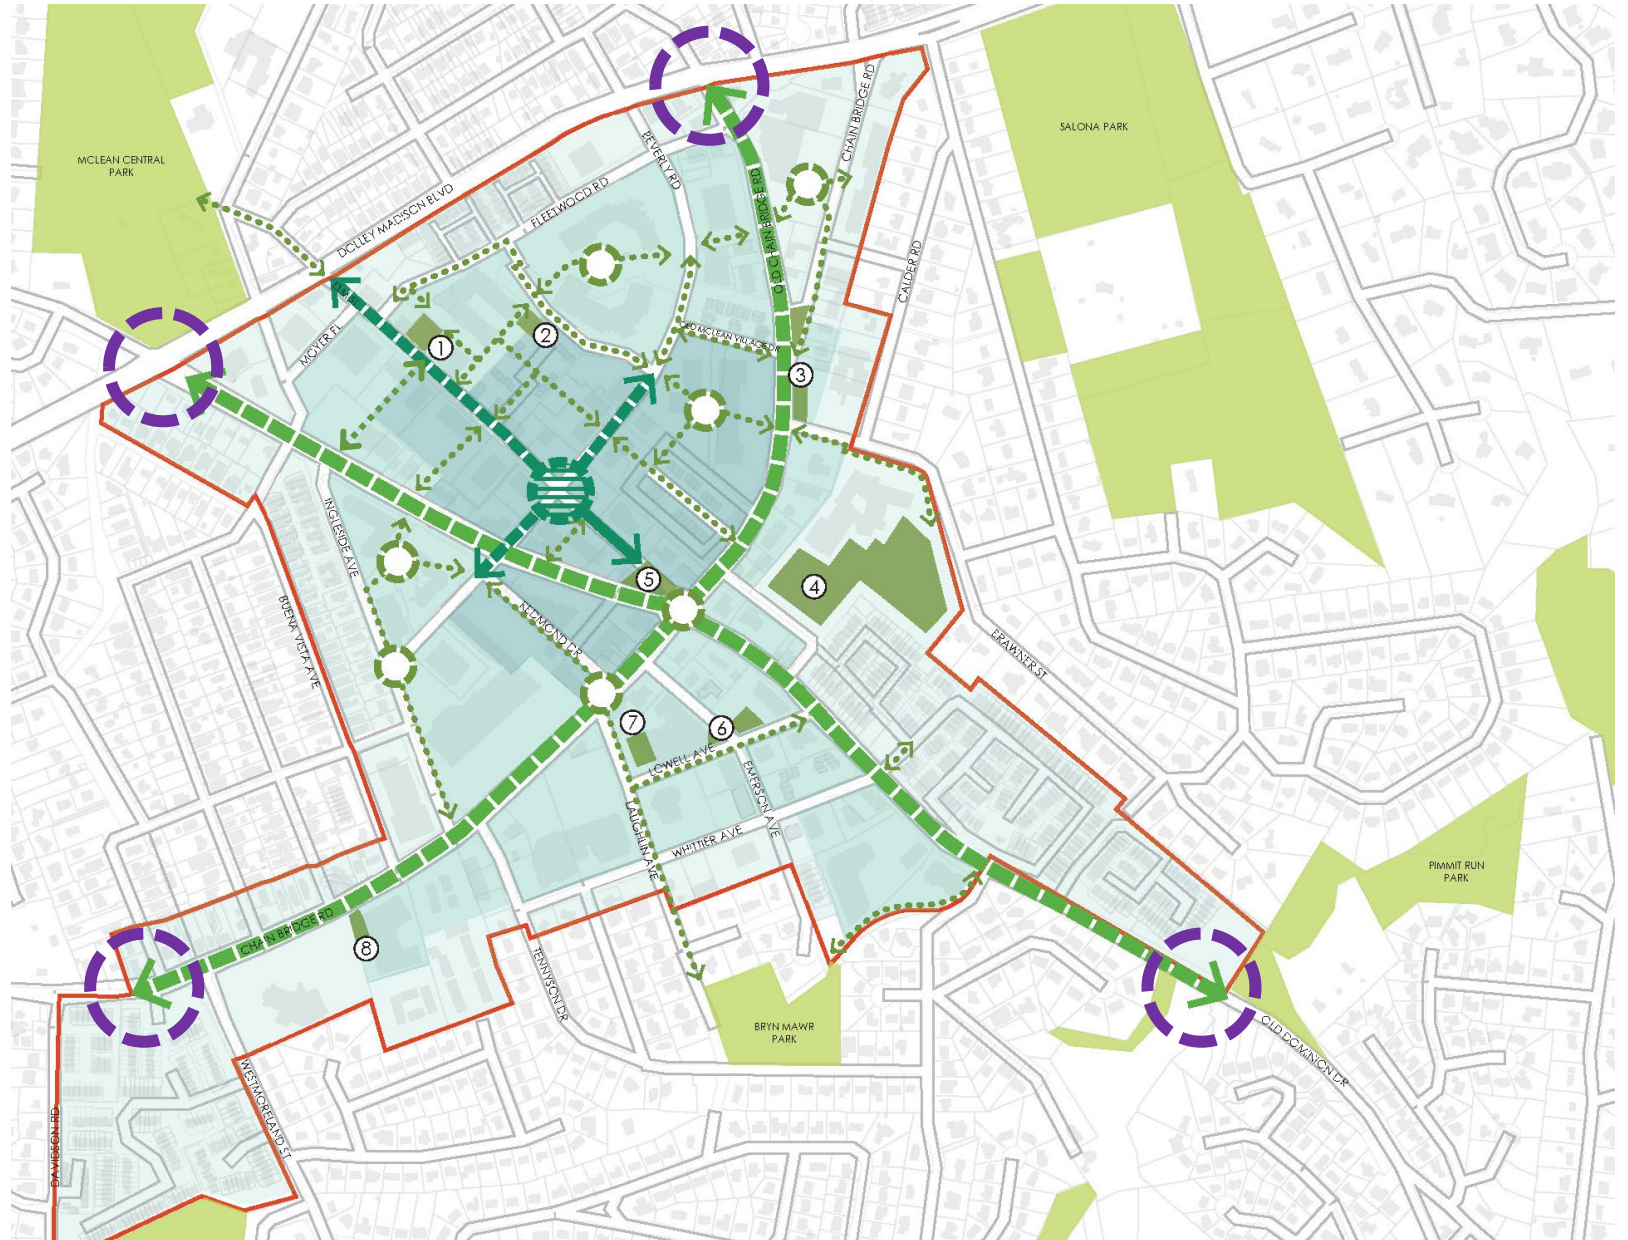 SALONA PARK
MCLEAN CENTRAL
PARK
CHAIN BRIDGE RD
BEVERLY RD
OLD CHAIN BRIDGE RD
DOLLEY MADISON BLVD
FLEETWOOD RD
CALDER RD
ELM ST
MOYER PL
OLD MCLEAN VILLAGE DR
1
2
3
INGLESIDE AVE
BUENA VISTA AVE
REDMOND DR
4
5
BRAWNER ST
6
7
LOWELL AVE
EMERSON AVE
LAUGHLIN AVE
WHITTIER AVE
PIMMIT RUN
PARK
CHAIN BRIDGE RD
8
TENNYSON DR
BRYN MAWR
PARK
OLD DOMINION DR
WESTMORELAND ST
DAVIDSON RD